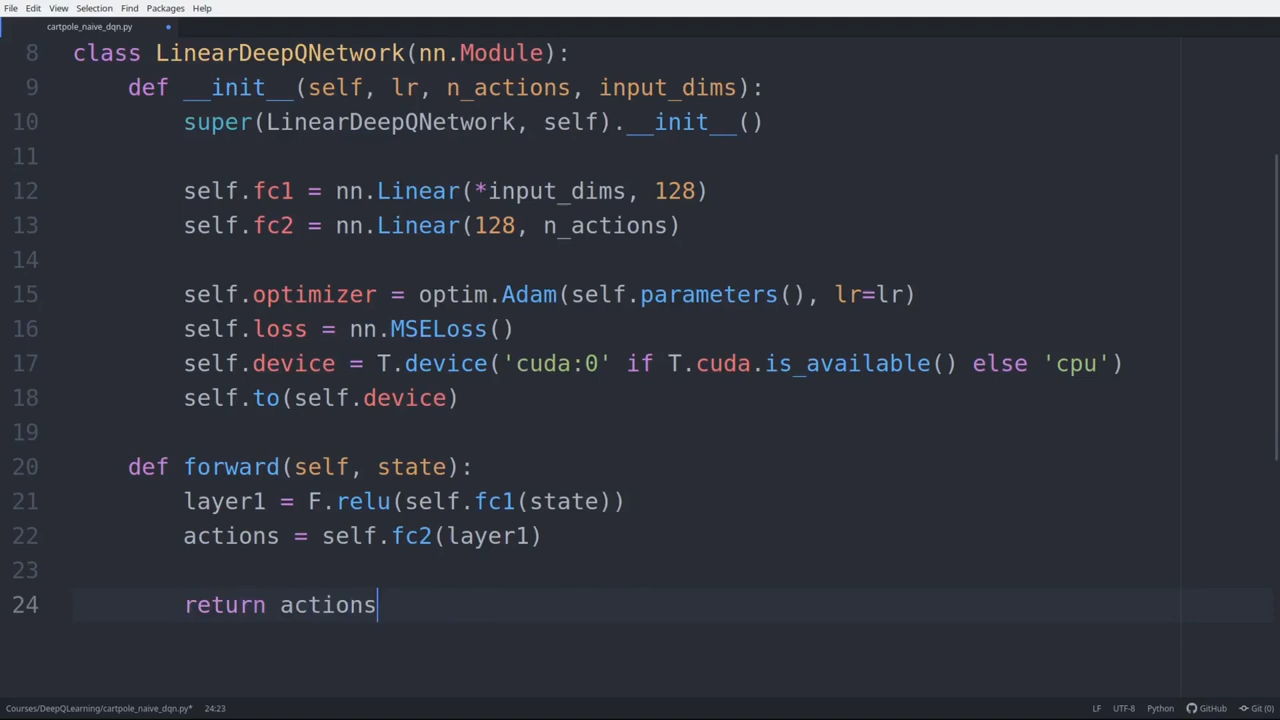 File Edit View Selection Find Packages Help
cartpole_naive_dqn.py
8 class LinearDeepQNetwork(nn.Module):
9     def __init__(self, lr, n_actions, input_dims):
10         super(LinearDeepQNetwork, self).__init__()
11
12         self.fc1 = nn.Linear(*input_dims, 128)
13         self.fc2 = nn.Linear(128, n_actions)
14
15         self.optimizer = optim.Adam(self.parameters(), lr=lr)
16         self.loss = nn.MSELoss()
17         self.device = T.device('cuda:0' if T.cuda.is_available() else 'cpu')
18         self.to(self.device)
19
20     def forward(self, state):
21         layer1 = F.relu(self.fc1(state))
22         actions = self.fc2(layer1)
23
24         return actions
Courses/DeepQLearning/cartpole_naive_dqn.py* 24:23 LF UTF-8 Python GitHub Git (0)